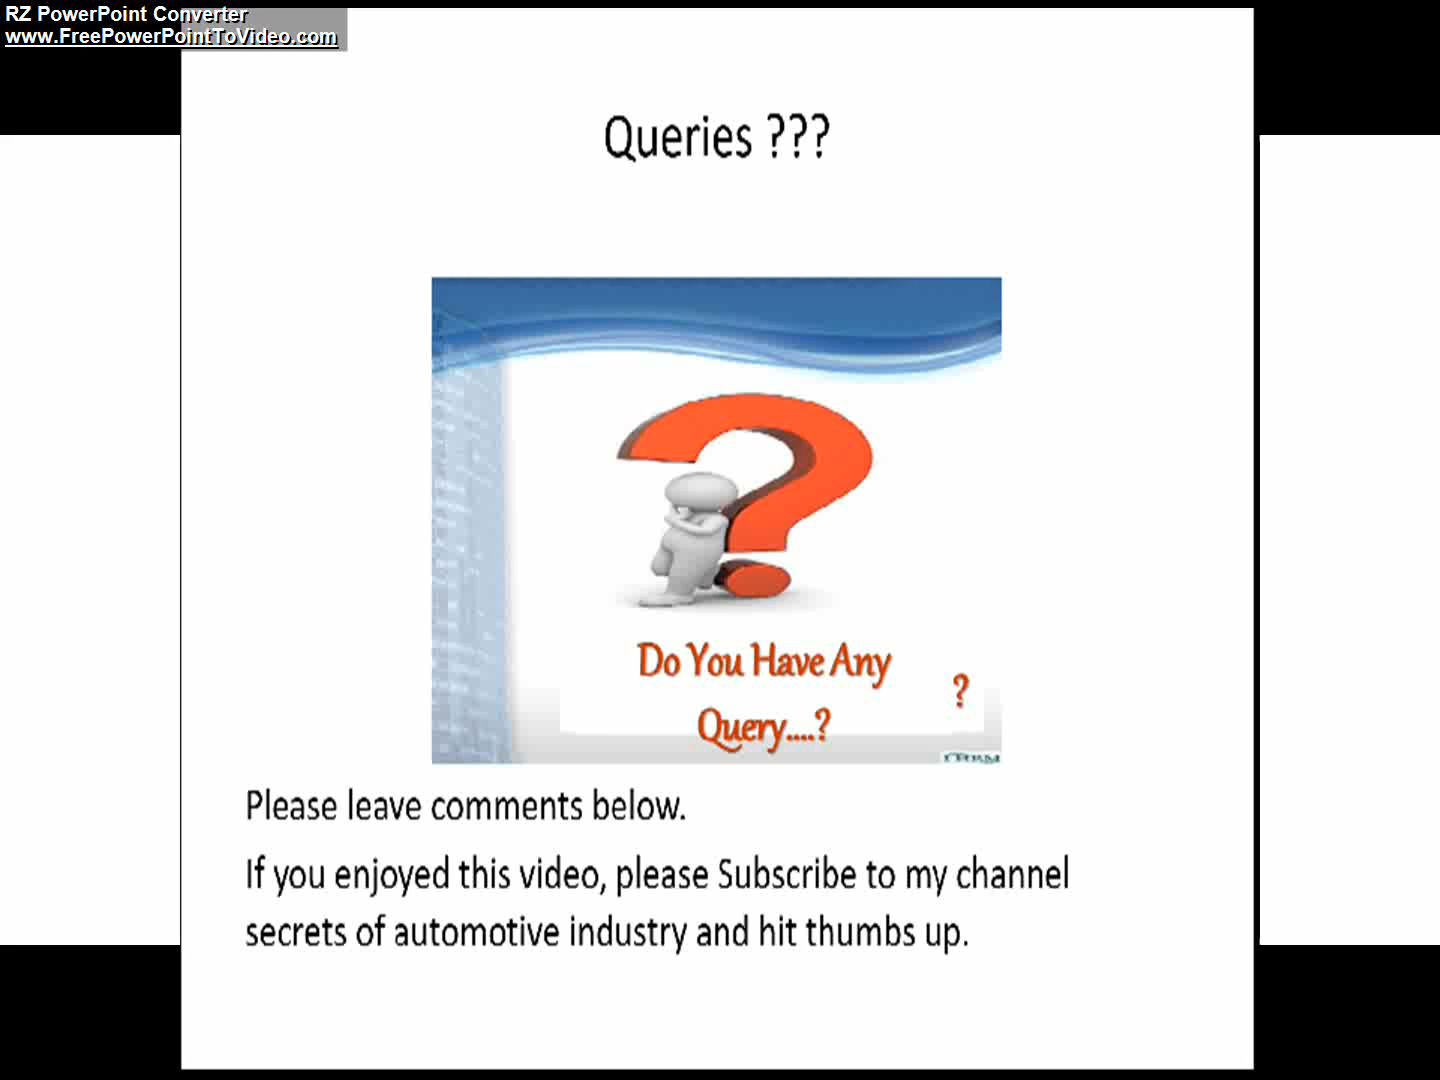 RZ PowerPoint Converter
www.FreePowerPointToVideo.com
Queries ???
Do You Have Any
?
Query....?
Please leave comments below.
If you enjoyed this video, please Subscribe to my channel
secrets of automotive industry and hit thumbs up.